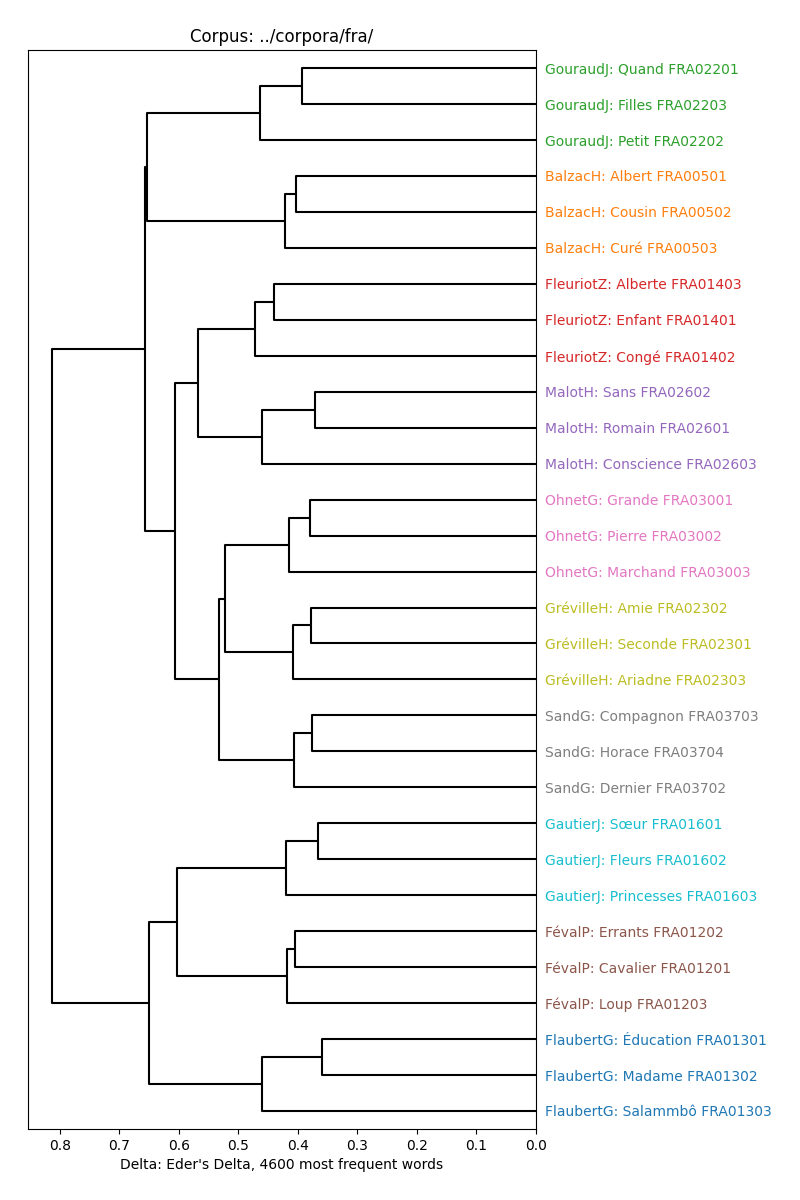 Corpus: ../corpora/fra/
GouraudJ: Quand FRA02201
GouraudJ: Filles FRA02203
GouraudJ: Petit FRA02202
BalzacH: Albert FRA00501
BalzacH: Cousin FRA00502
BalzacH: Curé FRA00503
FleuriotZ: Alberte FRA01403
FleuriotZ: Enfant FRA01401
FleuriotZ: Congé FRA01402
MalotH: Sans FRA02602
MalotH: Romain FRA02601
MalotH: Conscience FRA02603
OhnetG: Grande FRA03001
OhnetG: Pierre FRA03002
OhnetG: Marchand FRA03003
GrévilleH: Amie FRA02302
GrévilleH: Seconde FRA02301
GrévilleH: Ariadne FRA02303
SandG: Compagnon FRA03703
SandG: Horace FRA03704
SandG: Dernier FRA03702
GautierJ: Sœur FRA01601
GautierJ: Fleurs FRA01602
GautierJ: Princesses FRA01603
FévalP: Errants FRA01202
FévalP: Cavalier FRA01201
FévalP: Loup FRA01203
FlaubertG: Éducation FRA01301
FlaubertG: Madame FRA01302
FlaubertG: Salammbô FRA01303
0.8 0.7 0.6 0.5 0.4 0.3 0.2 0.1 0.0
Delta: Eder's Delta, 4600 most frequent words